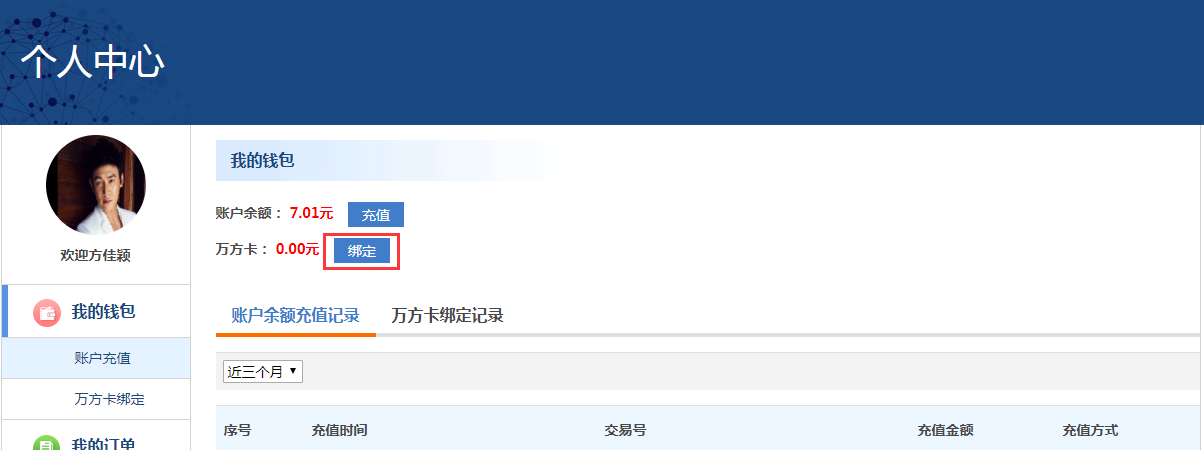 个人中心
欢迎方佳颖
我的钱包
账户充值
万方卡绑定
我的订单
我的钱包
账户余额： 7.01元 充值
万方卡： 0.00元 绑定
账户余额充值记录 万方卡绑定记录
近三个月
序号 充值时间 交易号 充值金额 充值方式